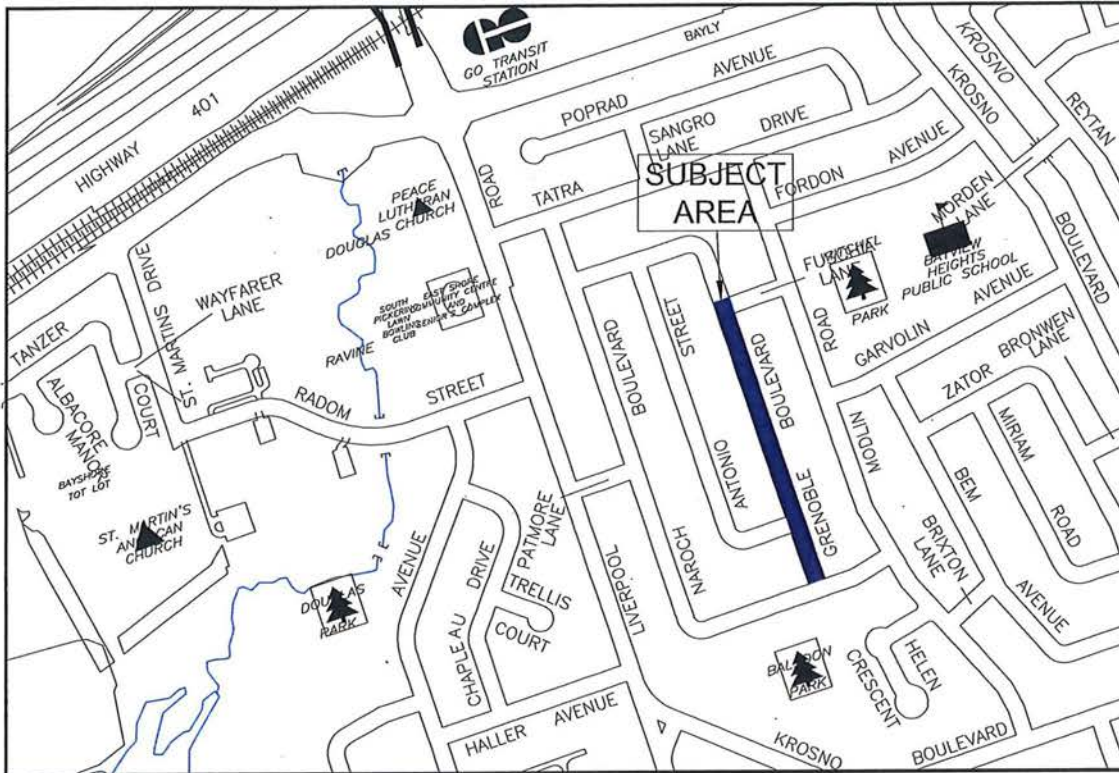 GO TRANSIT
STATION
BAYLY
KROSNO
KROSNO
REYTAN
HIGHWAY 401
POPRAD AVENUE
SANGRO
LANE
DRIVE
TATRA
ROAD
SUBJECT
AREA
FORDON AVENUE
MORDEN
LANE
BOULEVARD
PEACE
LUTHERAN
CHURCH
DOUGLAS
RAVINE
EAST SHORE
COMMUNITY CENTRE
AND
SENIOR'S COMPLEX
SOUTH
PICKERING
LAWN
BOWLING
CLUB
ST. MARTINS DRIVE
WAYFARER
LANE
TANZER
COURT
ALBACORE
MANOR
BAYSHORE
TOT LOT
RADOM STREET
ST. MARTIN'S
CHURCH
BOULEVARD
STREET
BOULEVARD
ROAD
LANE
PARK
BAYVIEW
HEIGHTS
PUBLIC SCHOOL
GARVOLIN AVENUE
ZATOR
BRONWEN
LANE
MIRIAM
ROAD
BEM
AVENUE
MODLIN
BRIXTON
LANE
ANTONIO
GRENOBLE
NAROCH
LIVERPOOL
PATMORE
LANE
AVENUE
CHAPLEAU DRIVE
TRELLIS
COURT
DOUGLAS
PARK
HALLER AVENUE
PARK
CRESCENT
HELEN
KROSNO
BOULEVARD